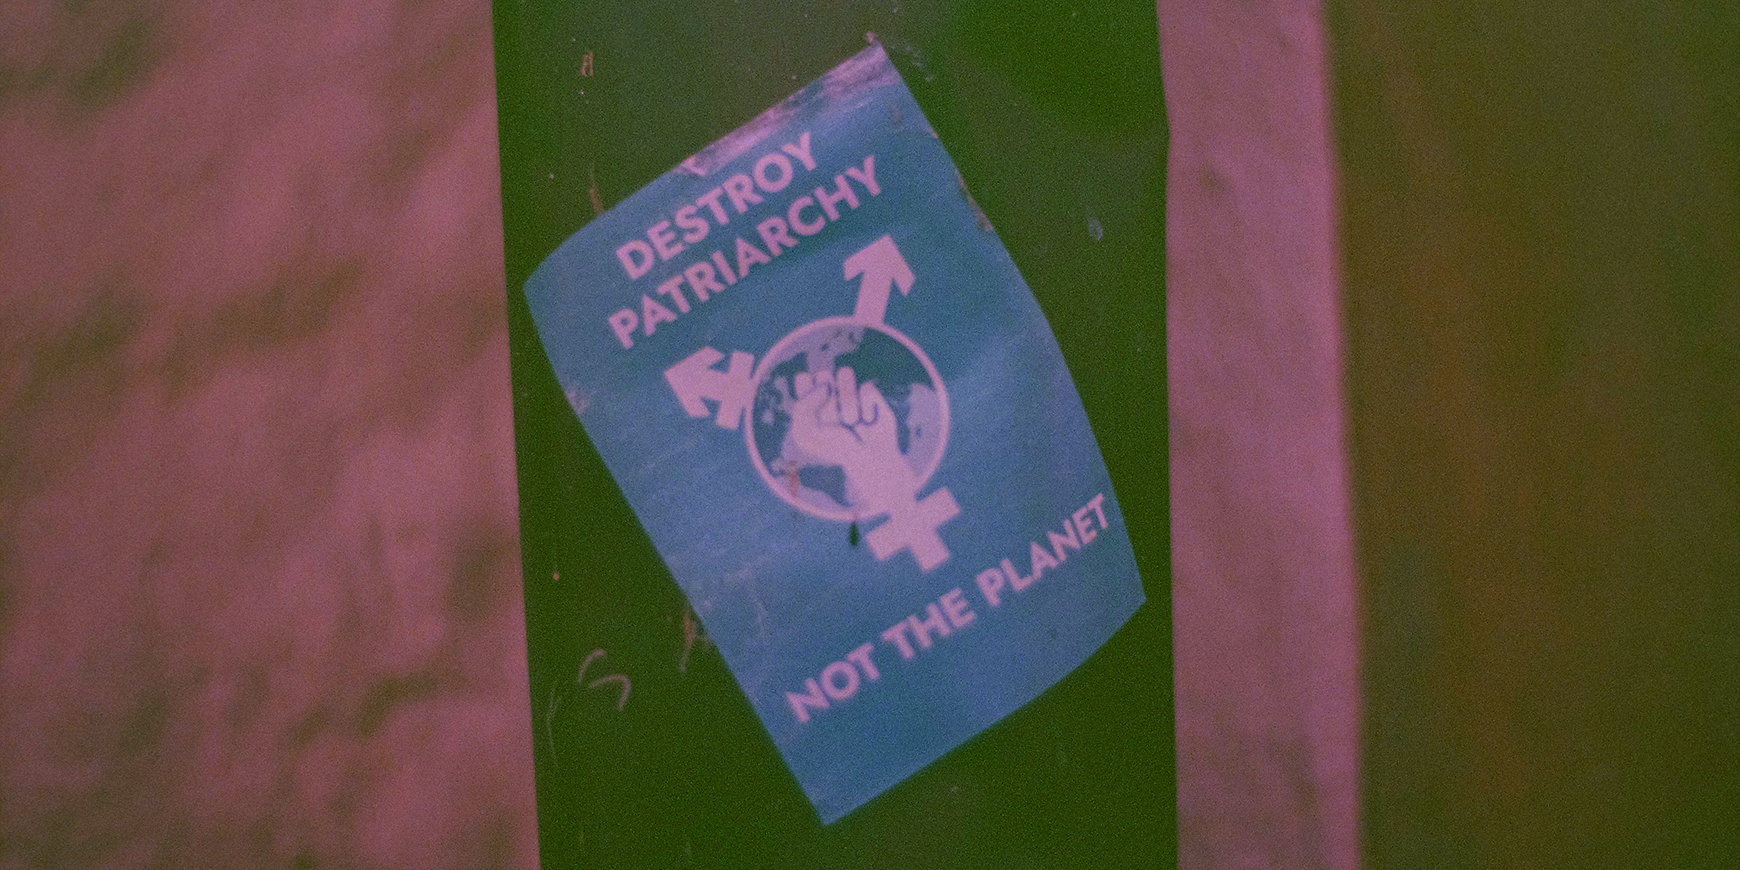 DESTROY
PATRIARCHY
NOT THE PLANET